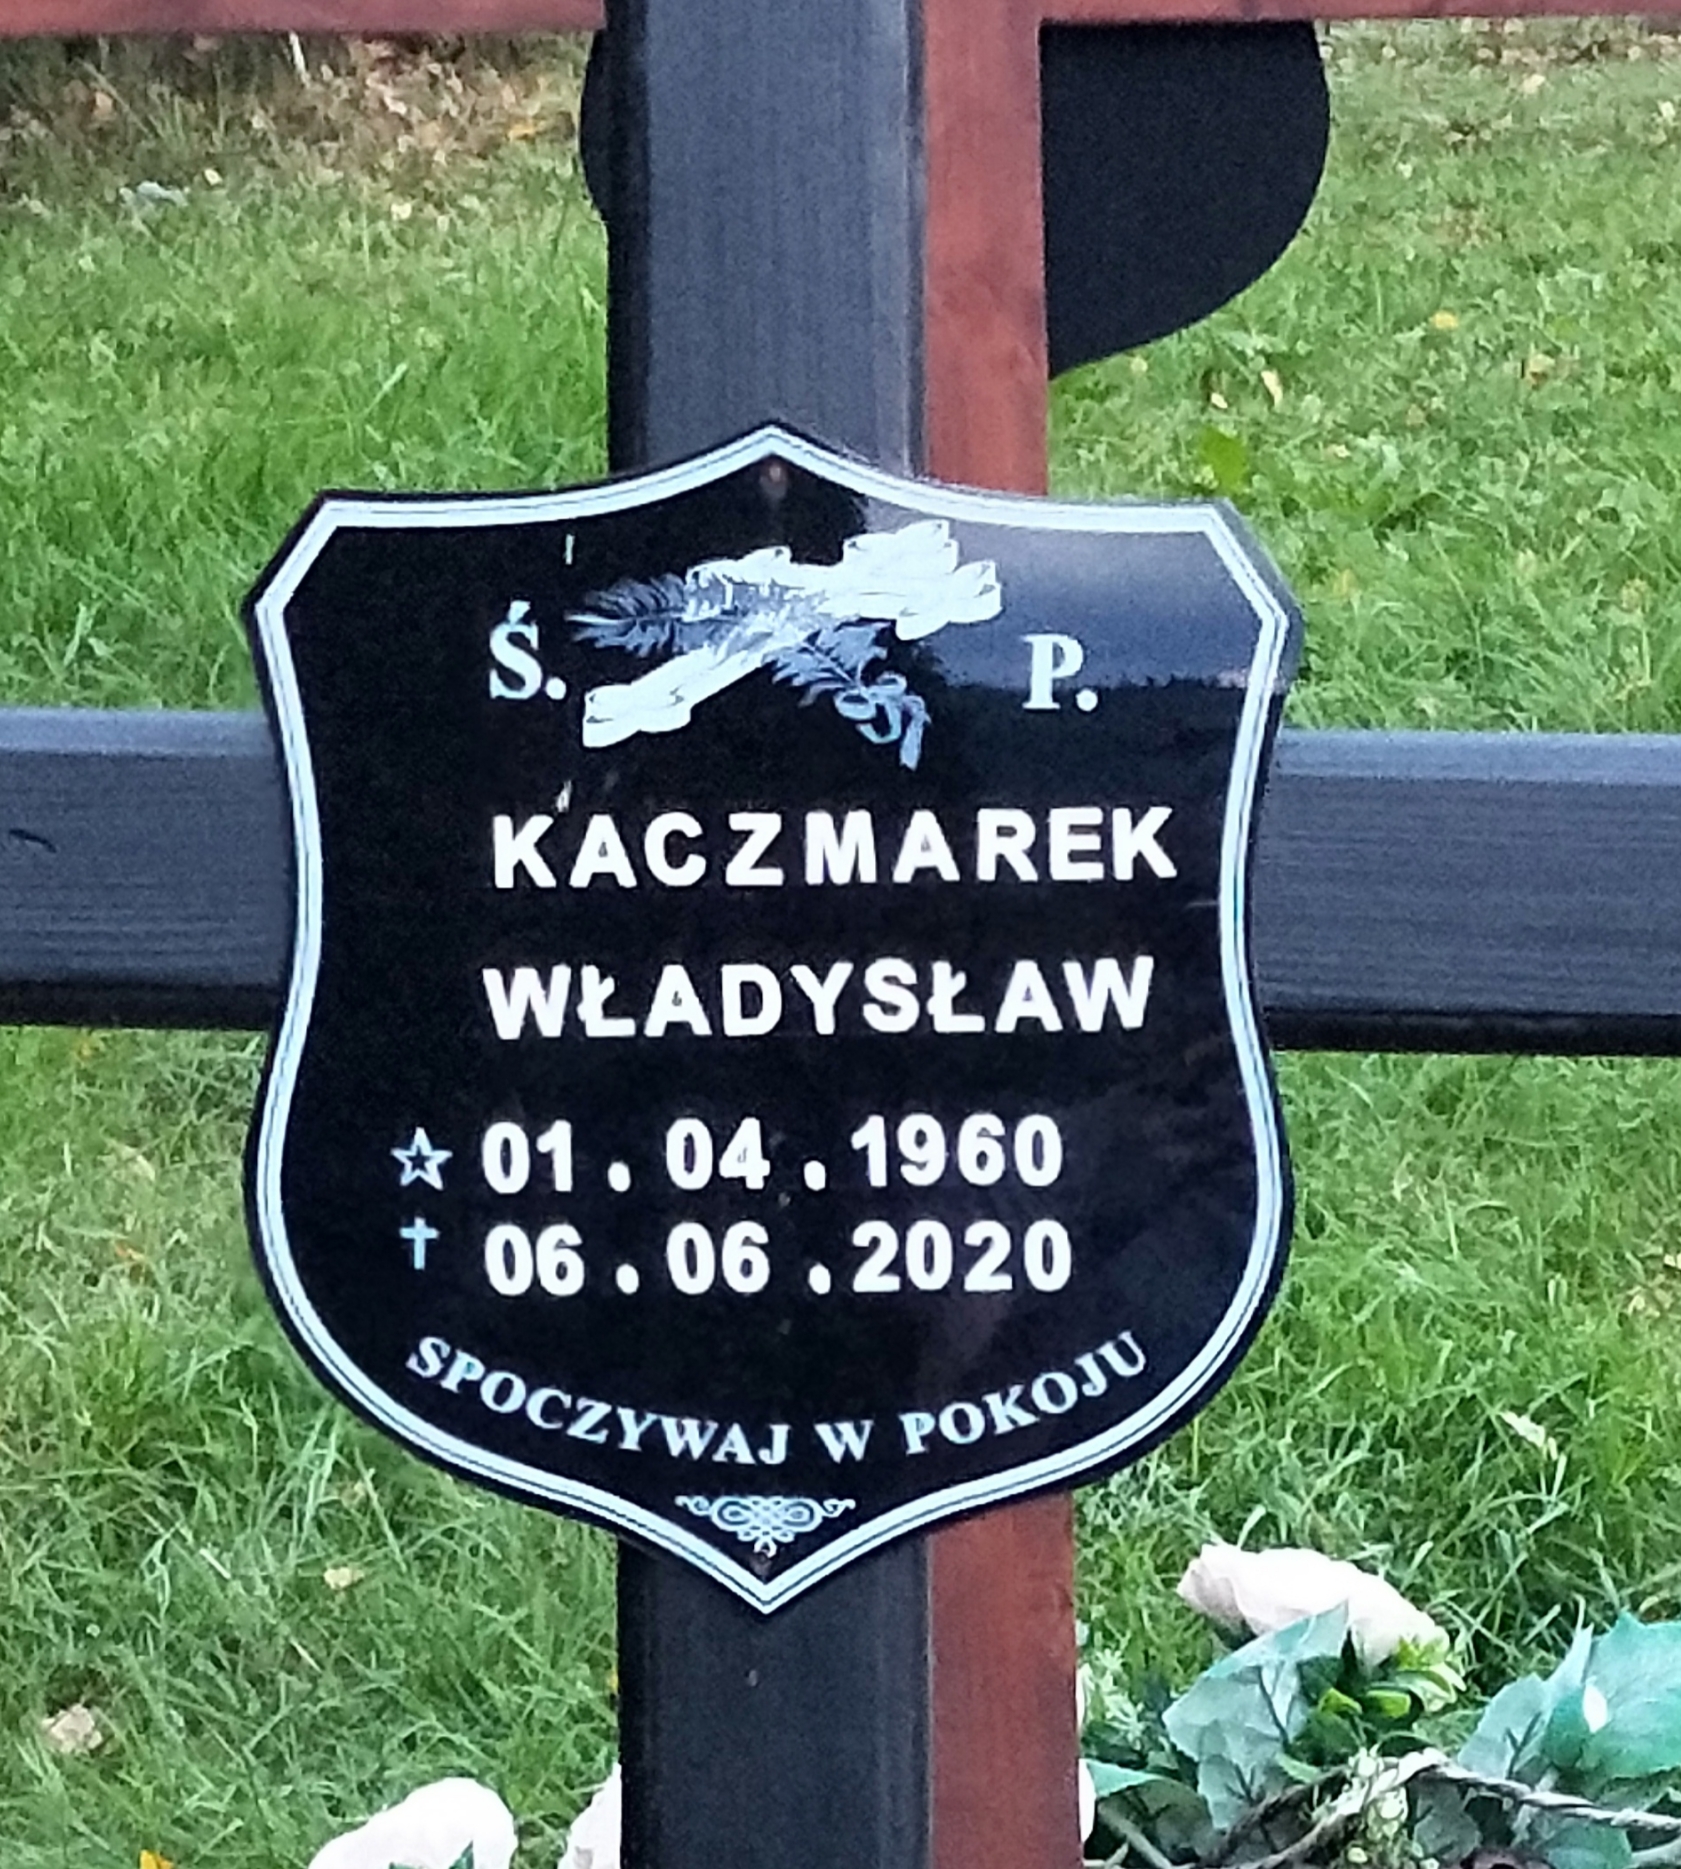 Ś. P.
KACZMAREK
WŁADYSŁAW
☆ 01.04.1960
✝ 06.06.2020
SPOCZYWAJ W POKOJU